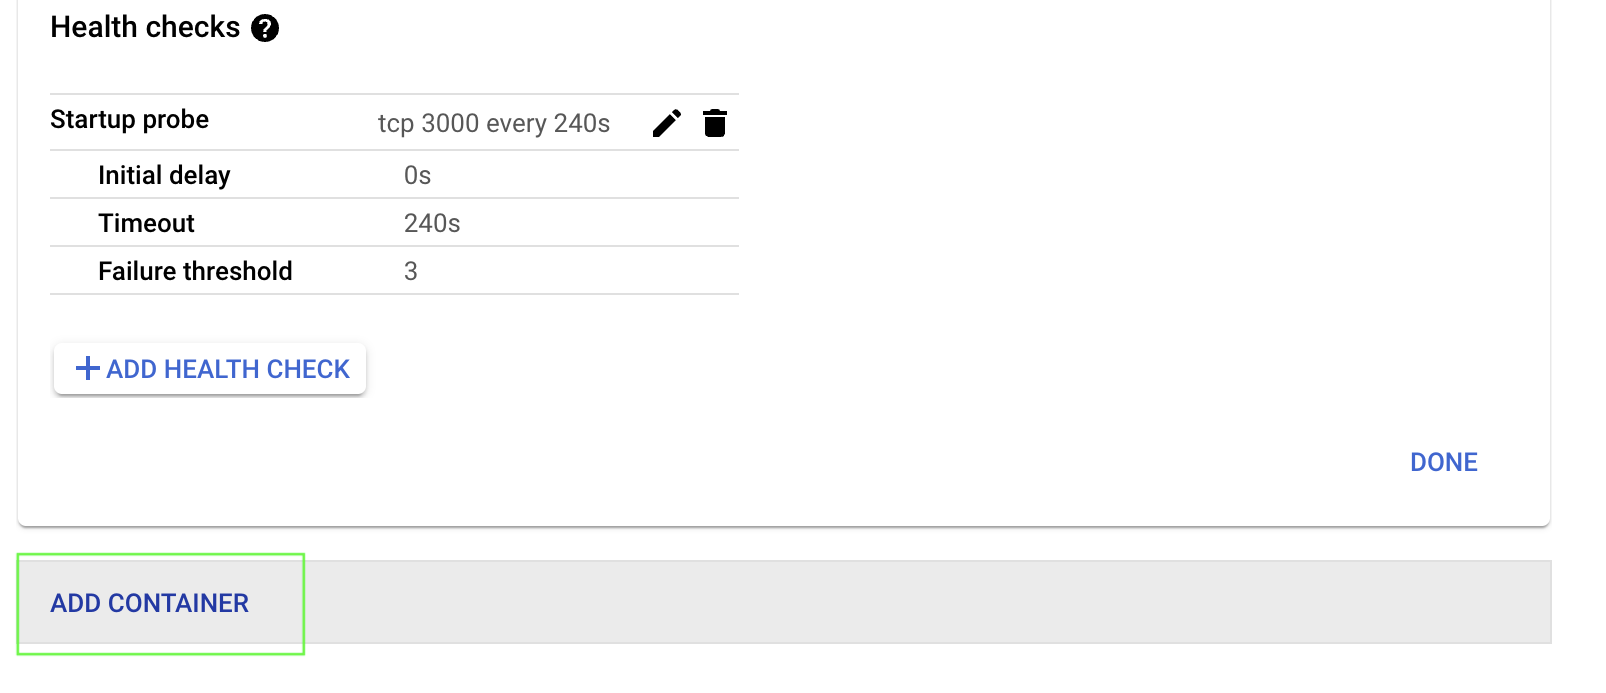 Health checks ?
Startup probe tcp 3000 every 240s
Initial delay 0s
Timeout 240s
Failure threshold 3
+ ADD HEALTH CHECK
DONE
ADD CONTAINER